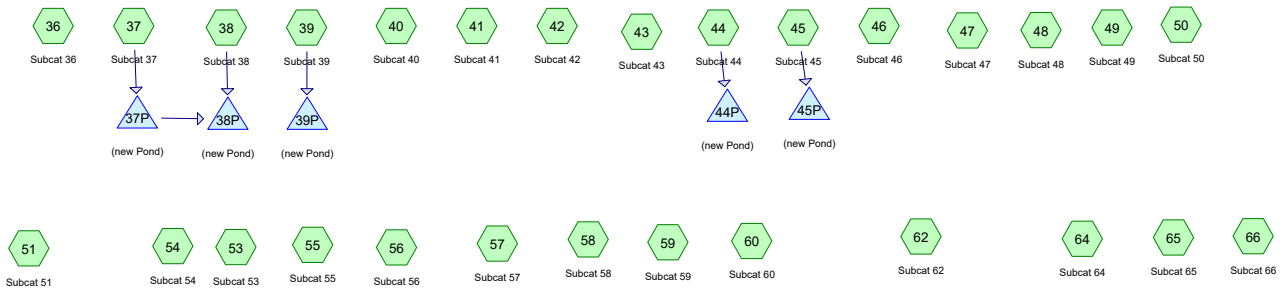 36 37 38 39 40 41 42 43 44 45 46 47 48 49 50
Subcat 36 Subcat 37 Subcat 38 Subcat 39 Subcat 40 Subcat 41 Subcat 42 Subcat 43 Subcat 44 Subcat 45 Subcat 46 Subcat 47 Subcat 48 Subcat 49 Subcat 50
37P 38P 39P 44P 45P
(new Pond) (new Pond) (new Pond) (new Pond) (new Pond)
51 54 53 55 56 57 58 59 60 62 64 65 66
Subcat 51 Subcat 54 Subcat 53 Subcat 55 Subcat 56 Subcat 57 Subcat 58 Subcat 59 Subcat 60 Subcat 62 Subcat 64 Subcat 65 Subcat 66